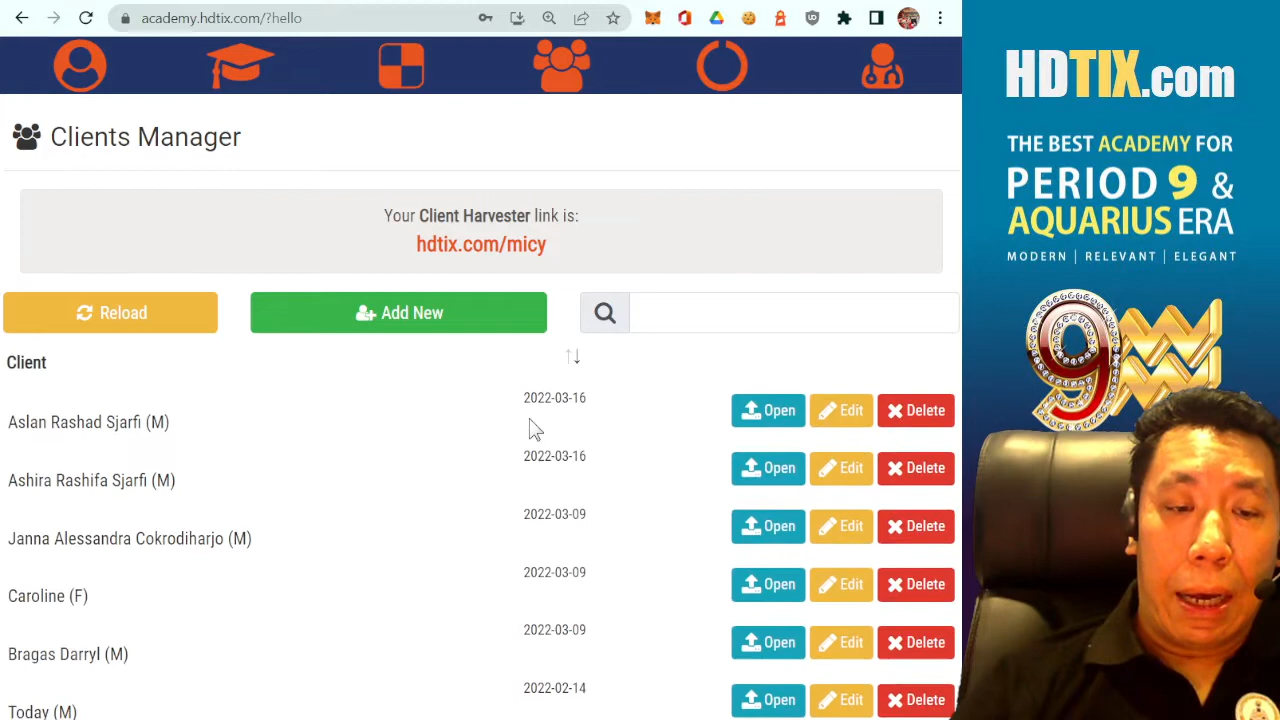 academy.hdtix.com/?hello
Clients Manager
Your Client Harvester link is:
hdtix.com/micy
Reload
Add New
Client
2022-03-16
Aslan Rashad Sjarfi (M)
Open
Edit
Delete
2022-03-16
Ashira Rashifa Sjarfi (M)
Open
Edit
Delete
2022-03-09
Janna Alessandra Cokrodiharjo (M)
Open
Edit
Delete
2022-03-09
Caroline (F)
Open
Edit
Delete
2022-03-09
Bragas Darryl (M)
Open
Edit
Delete
2022-02-14
Today (M)
Open
Edit
Delete
HDTIX.com
THE BEST ACADEMY FOR
PERIOD 9 &
AQUARIUS ERA
MODERN | RELEVANT | ELEGANT
9